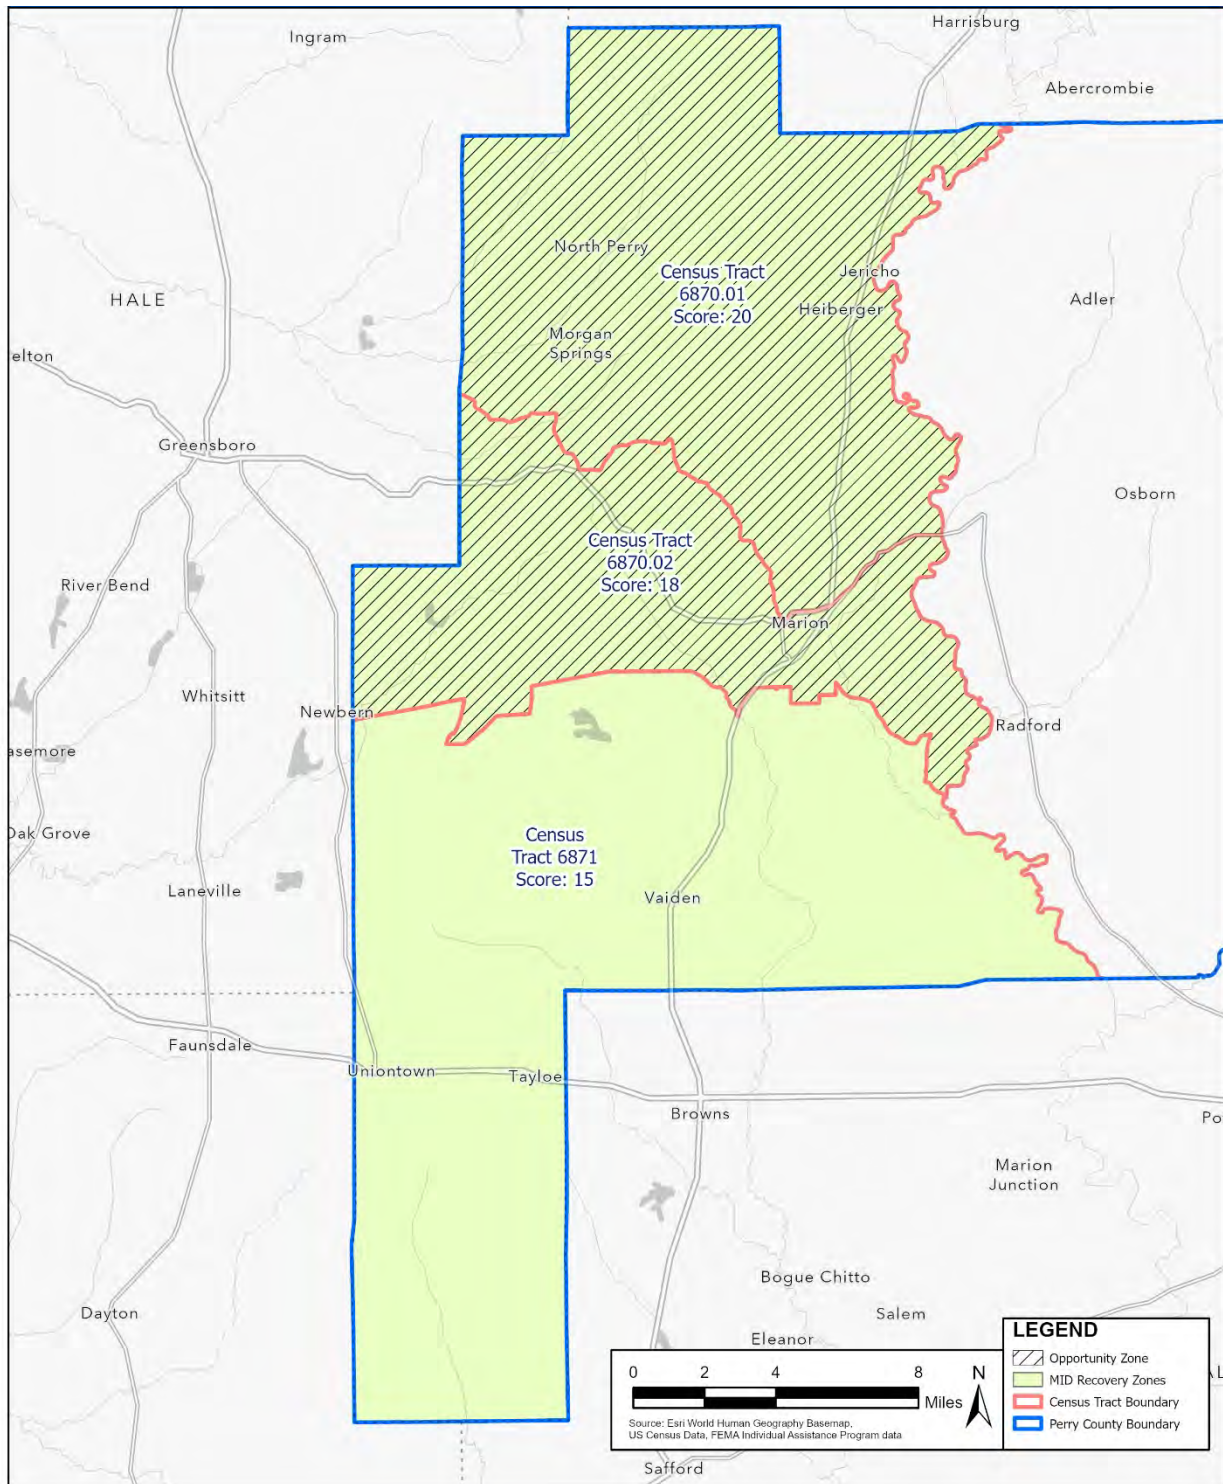 Harrisburg
Ingram
Abercrombie
North Perry
Census Tract
6870.01
Score: 20
Jericho
HALE
Adler
Heiberger
Morgan
Springs
elton
Greensboro
Osborn
Census Tract
6870.02
Score: 18
River Bend
Marion
Whitsitt
Newbern
Radford
asemore
Oak Grove
Census
Tract 6871
Score: 15
Laneville
Vaiden
Faunsdale
Uniontown
Tayloe
Browns
Po
Marion
Junction
Bogue Chitto
Dayton
Salem
Eleanor
LEGEND
Opportunity Zone
MID Recovery Zones
Census Tract Boundary
Perry County Boundary
AL
0 2 4 8
Miles
N
Source: Esri World Human Geography Basemap,
US Census Data, FEMA Individual Assistance Program data
Safford